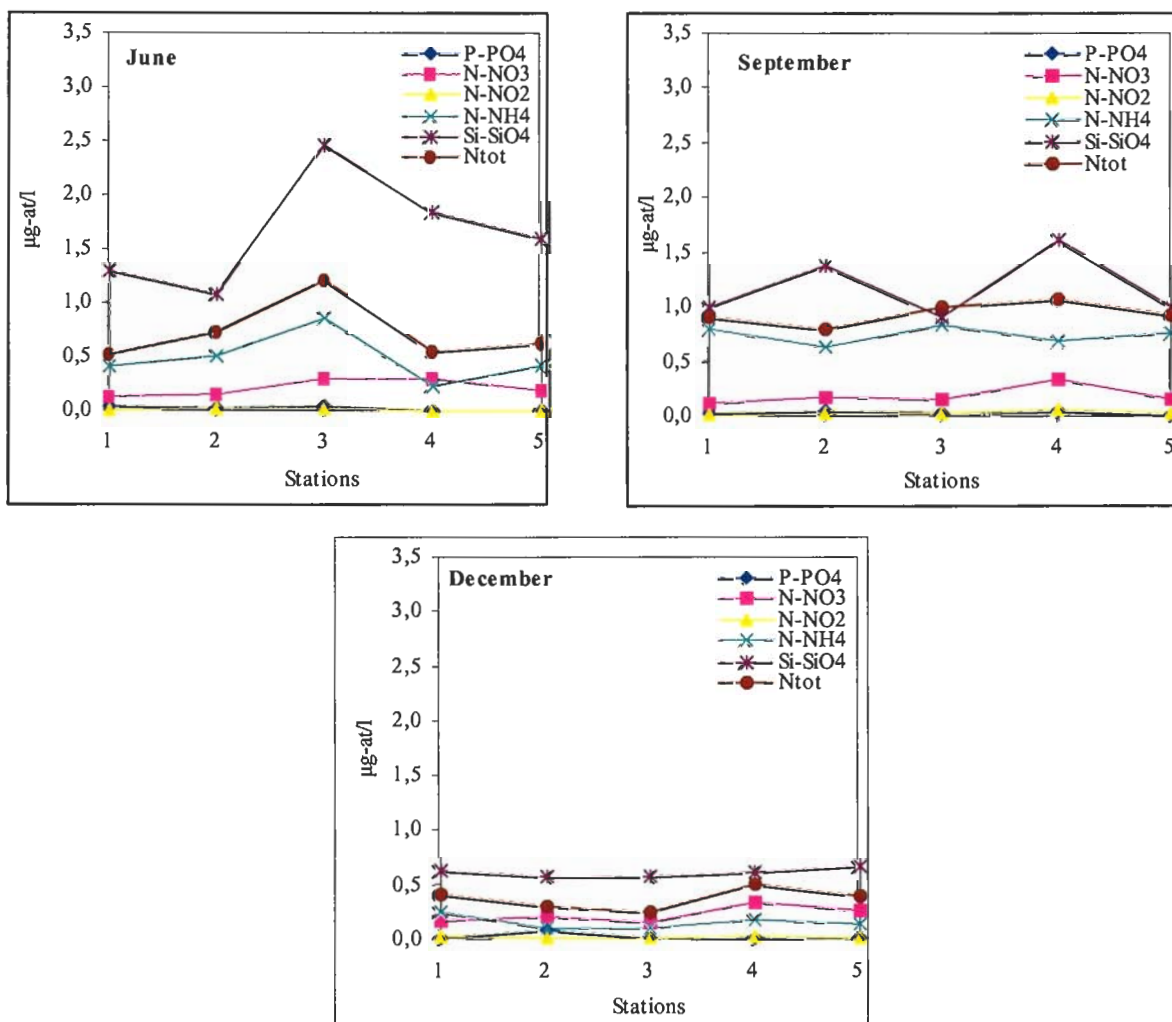 June
3,5
3,0
2,5
2,0
1,5
1,0
0,5
0,0
µg-at/l
1 2 3 4 5
Stations
P-PO4
N-NO3
N-NO2
N-NH4
Si-SiO4
Ntot
September
3,5
3,0
2,5
2,0
1,5
1,0
0,5
0,0
µg-at/l
1 2 3 4 5
Stations
P-PO4
N-NO3
N-NO2
N-NH4
Si-SiO4
Ntot
December
3,5
3,0
2,5
2,0
1,5
1,0
0,5
0,0
µg-at/l
1 2 3 4 5
Stations
P-PO4
N-NO3
N-NO2
N-NH4
Si-SiO4
Ntot